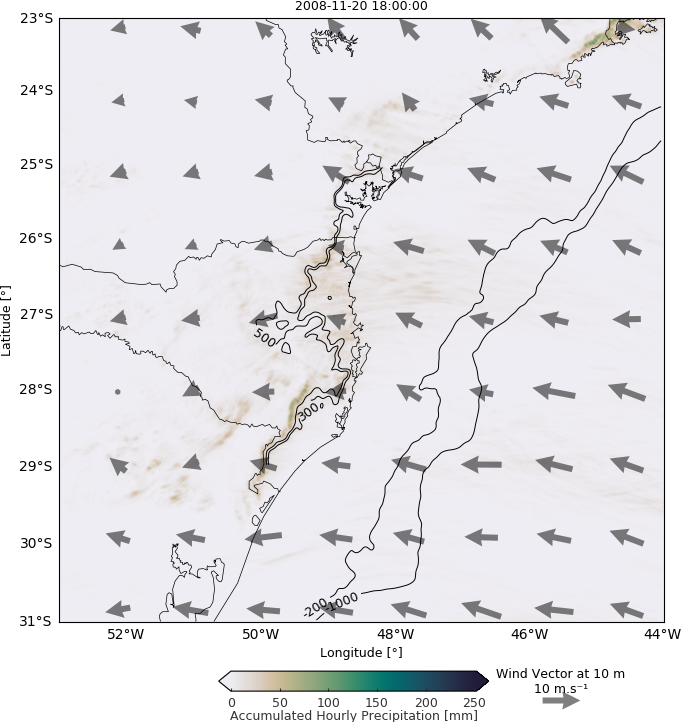 2008-11-20 18:00:00
23°S
24°S
25°S
26°S
27°S
28°S
29°S
30°S
31°S
Latitude [°]
500
300
-200
-1000
52°W 50°W 48°W 46°W 44°W
Longitude [°]
0 50 100 150 200 250
Accumulated Hourly Precipitation [mm]
Wind Vector at 10 m
10 m.s⁻¹